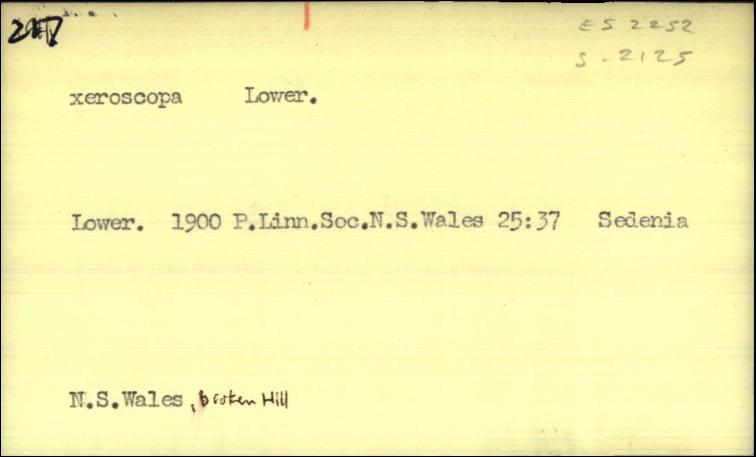 ES 2252
S-2125
xeroscopa Lower.
Lower. 1900 P.Linn.Soc.N.S.Wales 25:37 Sedenia
N.S.Wales, broken Hill